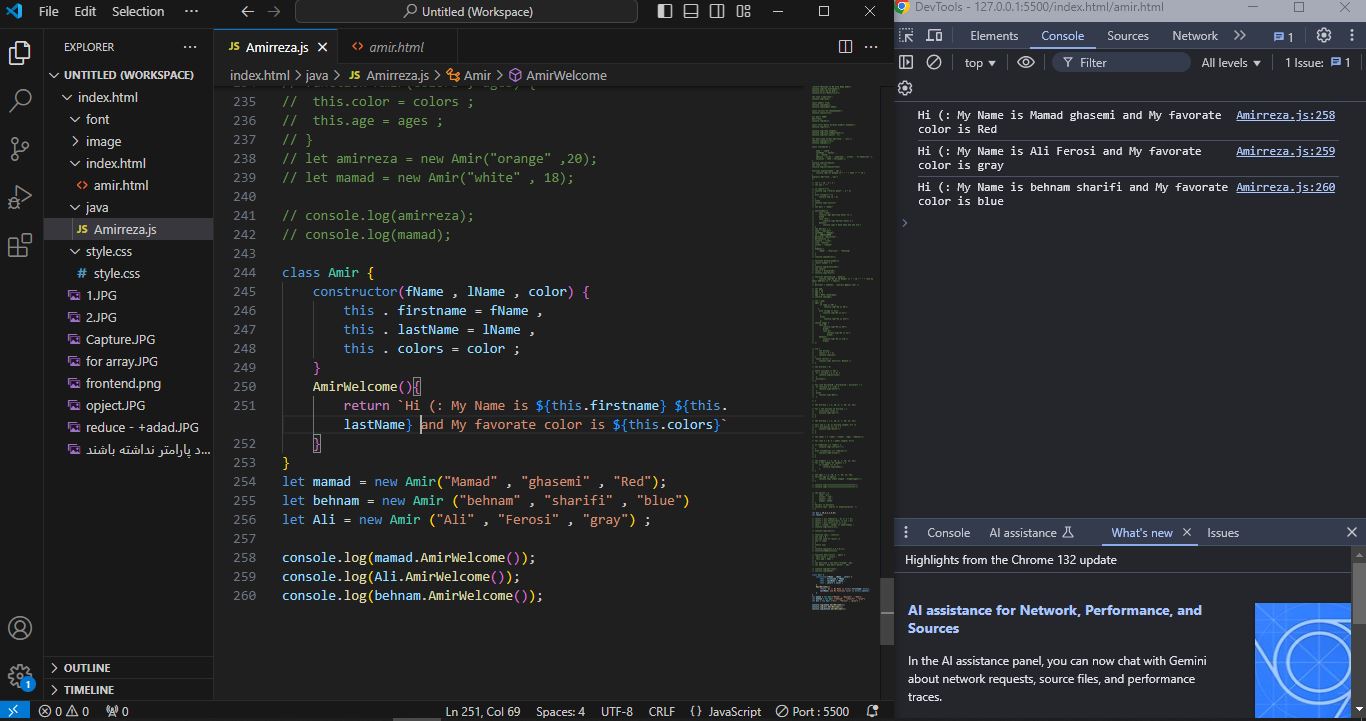 File Edit Selection ··· Untitled (Workspace)
DevTools - 127.0.0.1:5500/index.html/amir.html
EXPLORER ···
UNTITLED (WORKSPACE)
index.html
font
image
index.html
<> amir.html
java
JS Amirreza.js
style.css
# style.css
1.JPG
2.JPG
Capture.JPG
for array.JPG
frontend.png
opject.JPG
reduce - +adad.JPG
د پارامتر نداشته باشند...
OUTLINE
TIMELINE
1
JS Amirreza.js <> amir.html ···
index.html > java > JS Amirreza.js > Amir > AmirWelcome
235 // this.color = colors ;
236 // this.age = ages ;
237 // }
238 // let amirreza = new Amir("orange" ,20);
239 // let mamad = new Amir("white" , 18);
240
241 // console.log(amirreza);
242 // console.log(mamad);
243
244 class Amir {
245 constructor(fName , lName , color) {
246 this . firstname = fName ,
247 this . lastName = lName ,
248 this . colors = color ;
249 }
250 AmirWelcome(){
251 return `Hi (: My Name is ${this.firstname} ${this.
lastName} and My favorate color is ${this.colors}`
252 }
253 }
254 let mamad = new Amir("Mamad" , "ghasemi" , "Red");
255 let behnam = new Amir ("behnam" , "sharifi" , "blue")
256 let Ali = new Amir ("Ali" , "Ferosi" , "gray") ;
257
258 console.log(mamad.AmirWelcome());
259 console.log(Ali.AmirWelcome());
260 console.log(behnam.AmirWelcome());
0 0 0 Ln 251, Col 69 Spaces: 4 UTF-8 CRLF {} JavaScript Port : 5500
Elements Console Sources Network 1
top Filter All levels 1 Issue: 1
Hi (: My Name is Mamad ghasemi and My favorate Amirreza.js:258
color is Red
Hi (: My Name is Ali Ferosi and My favorate Amirreza.js:259
color is gray
Hi (: My Name is behnam sharifi and My favorate Amirreza.js:260
color is blue
Console AI assistance What's new Issues
Highlights from the Chrome 132 update
AI assistance for Network, Performance, and
Sources
In the AI assistance panel, you can now chat with Gemini
about network requests, source files, and performance
traces.